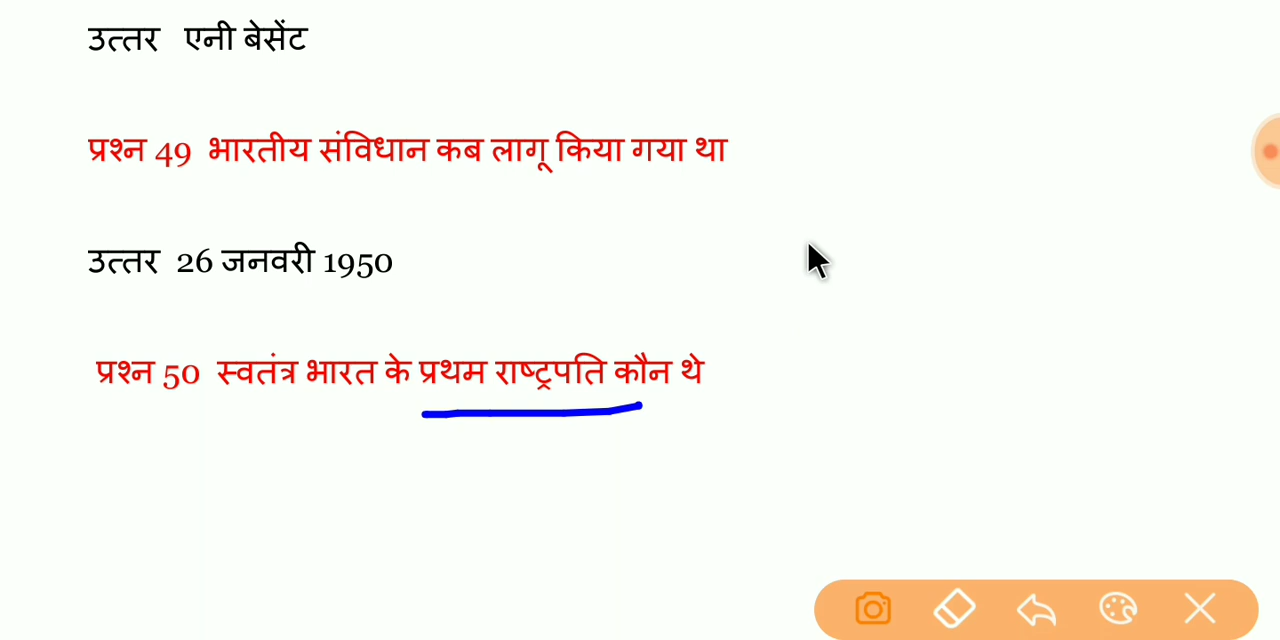 उत्तर एनी बेसेंट
प्रश्न 49 भारतीय संविधान कब लागू किया गया था
उत्तर 26 जनवरी 1950
प्रश्न 50 स्वतंत्र भारत के प्रथम राष्ट्रपति कौन थे